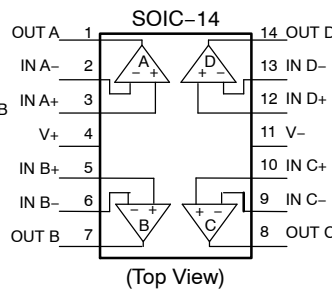 SOIC−14
OUT A 1 14 OUT D
IN A− 2 A D 13 IN D−
− + + −
IN A+ 3 12 IN D+
B
V+ 4 11 V−
IN B+ 5 10 IN C+
IN B− 6 − + + − 9 IN C−
B C
OUT B 7 8 OUT C
(Top View)